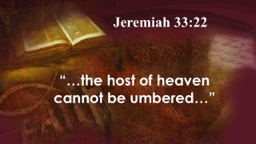 Jeremiah 33:22
“…the host of heaven
cannot be umbered…”